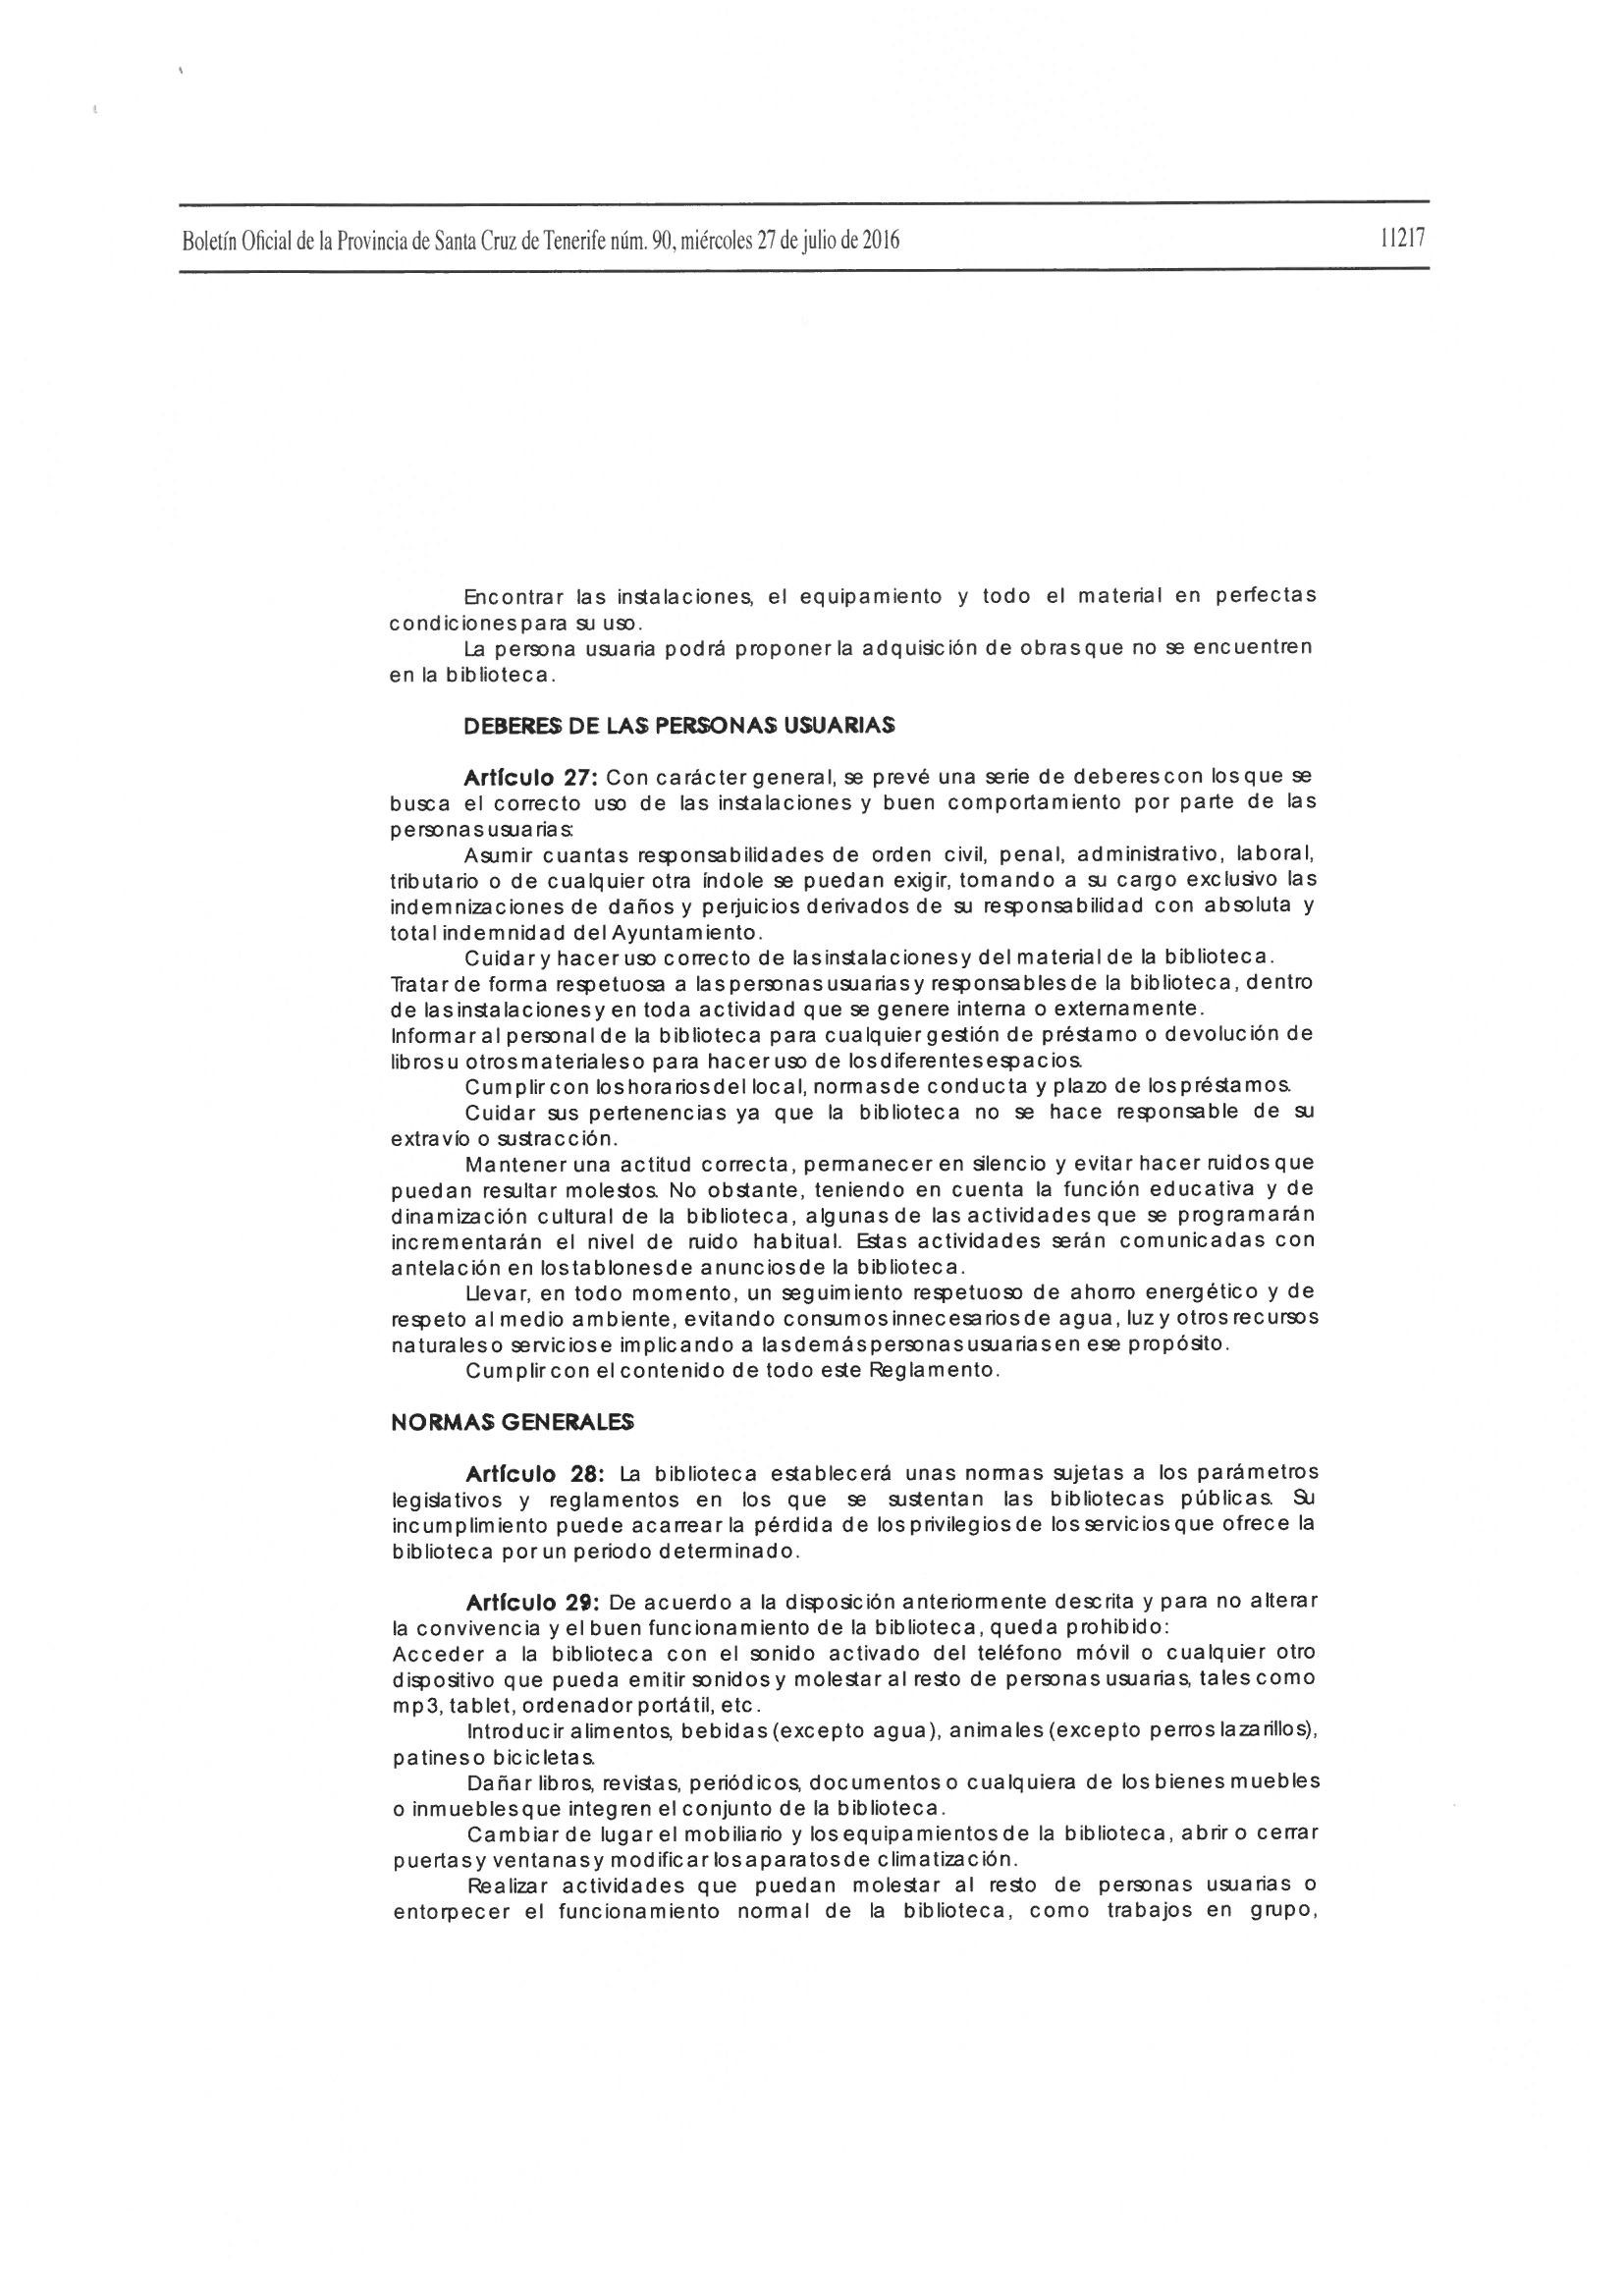 Boletín Oficial de la Provincia de Santa Cruz de Tenerife núm. 90, miércoles 27 de julio de 2016 11217
Encontrar las instalaciones, el equipamiento y todo el material en perfectas
condiciones para su uso.
La persona usuaria podrá proponer la adquisición de obras que no se encuentren
en la biblioteca.
DEBERES DE LAS PERSONAS USUARIAS
Artículo 27: Con carácter general, se prevé una serie de deberes con los que se
busca el correcto uso de las instalaciones y buen comportamiento por parte de las
personas usuarias:
Asumir cuantas responsabilidades de orden civil, penal, administrativo, laboral,
tributario o de cualquier otra índole se puedan exigir, tomando a su cargo exclusivo las
indemnizaciones de daños y perjuicios derivados de su responsabilidad con absoluta y
total indemnidad del Ayuntamiento.
Cuidar y hacer uso correcto de las instalaciones y del material de la biblioteca.
Tratar de forma respetuosa a las personas usuarias y responsables de la biblioteca, dentro
de las instalaciones y en toda actividad que se genere interna o externamente.
Informar al personal de la biblioteca para cualquier gestión de préstamo o devolución de
libros u otros materiales o para hacer uso de los diferentes espacios.
Cumplir con los horarios del local, normas de conducta y plazo de los préstamos.
Cuidar sus pertenencias ya que la biblioteca no se hace responsable de su
extravío o sustracción.
Mantener una actitud correcta, permanecer en silencio y evitar hacer ruidos que
puedan resultar molestos. No obstante, teniendo en cuenta la función educativa y de
dinamización cultural de la biblioteca, algunas de las actividades que se programarán
incrementarán el nivel de ruido habitual. Estas actividades serán comunicadas con
antelación en los tablones de anuncios de la biblioteca.
Llevar, en todo momento, un seguimiento respetuoso de ahorro energético y de
respeto al medio ambiente, evitando consumos innecesarios de agua, luz y otros recursos
naturales o servicios e implicando a las demás personas usuarias en ese propósito.
Cumplir con el contenido de todo este Reglamento.
NORMAS GENERALES
Artículo 28: La biblioteca establecerá unas normas sujetas a los parámetros
legislativos y reglamentos en los que se sustentan las bibliotecas públicas. Su
incumplimiento puede acarrear la pérdida de los privilegios de los servicios que ofrece la
biblioteca por un periodo determinado.
Artículo 29: De acuerdo a la disposición anteriormente descrita y para no alterar
la convivencia y el buen funcionamiento de la biblioteca, queda prohibido:
Acceder a la biblioteca con el sonido activado del teléfono móvil o cualquier otro
dispositivo que pueda emitir sonidos y molestar al resto de personas usuarias, tales como
mp3, tablet, ordenador portátil, etc.
Introducir alimentos, bebidas (excepto agua), animales (excepto perros lazarillos),
patines o bicicletas.
Dañar libros, revistas, periódicos, documentos o cualquiera de los bienes muebles
o inmuebles que integren el conjunto de la biblioteca.
Cambiar de lugar el mobiliario y los equipamientos de la biblioteca, abrir o cerrar
puertas y ventanas y modificar los aparatos de climatización.
Realizar actividades que puedan molestar al resto de personas usuarias o
entorpecer el funcionamiento normal de la biblioteca, como trabajos en grupo,